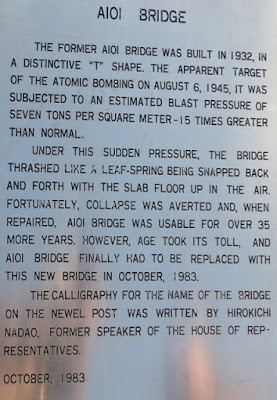 AIOI BRIDGE
THE FORMER AIOI BRIDGE WAS BUILT IN 1932, IN
A DISTINCTIVE "T" SHAPE. THE APPARENT TARGET
OF THE ATOMIC BOMBING ON AUGUST 6, 1945, IT WAS
SUBJECTED TO AN ESTIMATED BLAST PRESSURE OF
SEVEN TONS PER SQUARE METER-15 TIMES GREATER
THAN NORMAL.
UNDER THIS SUDDEN PRESSURE, THE BRIDGE
THRASHED LIKE A LEAF-SPRING BEING SNAPPED BACK
AND FORTH WITH THE SLAB FLOOR UP IN THE AIR.
FORTUNATELY, COLLAPSE WAS AVERTED AND, WHEN
REPAIRED, AIOI BRIDGE WAS USABLE FOR OVER 35
MORE YEARS. HOWEVER, AGE TOOK ITS TOLL, AND
AIOI BRIDGE FINALLY HAD TO BE REPLACED WITH
THIS NEW BRIDGE IN OCTOBER, 1983.
THE CALLIGRAPHY FOR THE NAME OF THE BRIDGE
ON THE NEWEL POST WAS WRITTEN BY HIROKICHI
NADAO, FORMER SPEAKER OF THE HOUSE OF REP-
RESENTATIVES.
OCTOBER, 1983